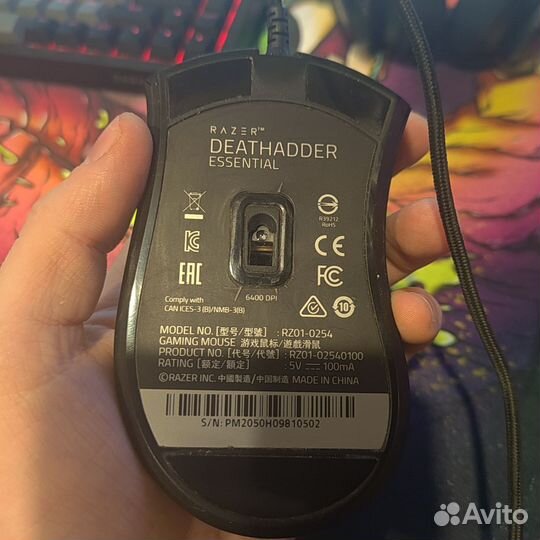 RAZER™
DEATHADDER
ESSENTIAL
R39212
RoHS
CE
EAC
FC
10
6400 DPI
Comply with
CAN ICES-3 (B)/NMB-3(B)
MODEL NO. [型号/型號] : RZ01-0254
GAMING MOUSE 游戏鼠标/遊戲滑鼠
PRODUCT NO. [代号/代號] : RZ01-02540100
RATING [额定/額定] : 5V ⎓ 100mA
©RAZER INC. 中國製造/中国制造 MADE IN CHINA
S/N: PM2050H09810502
Avito